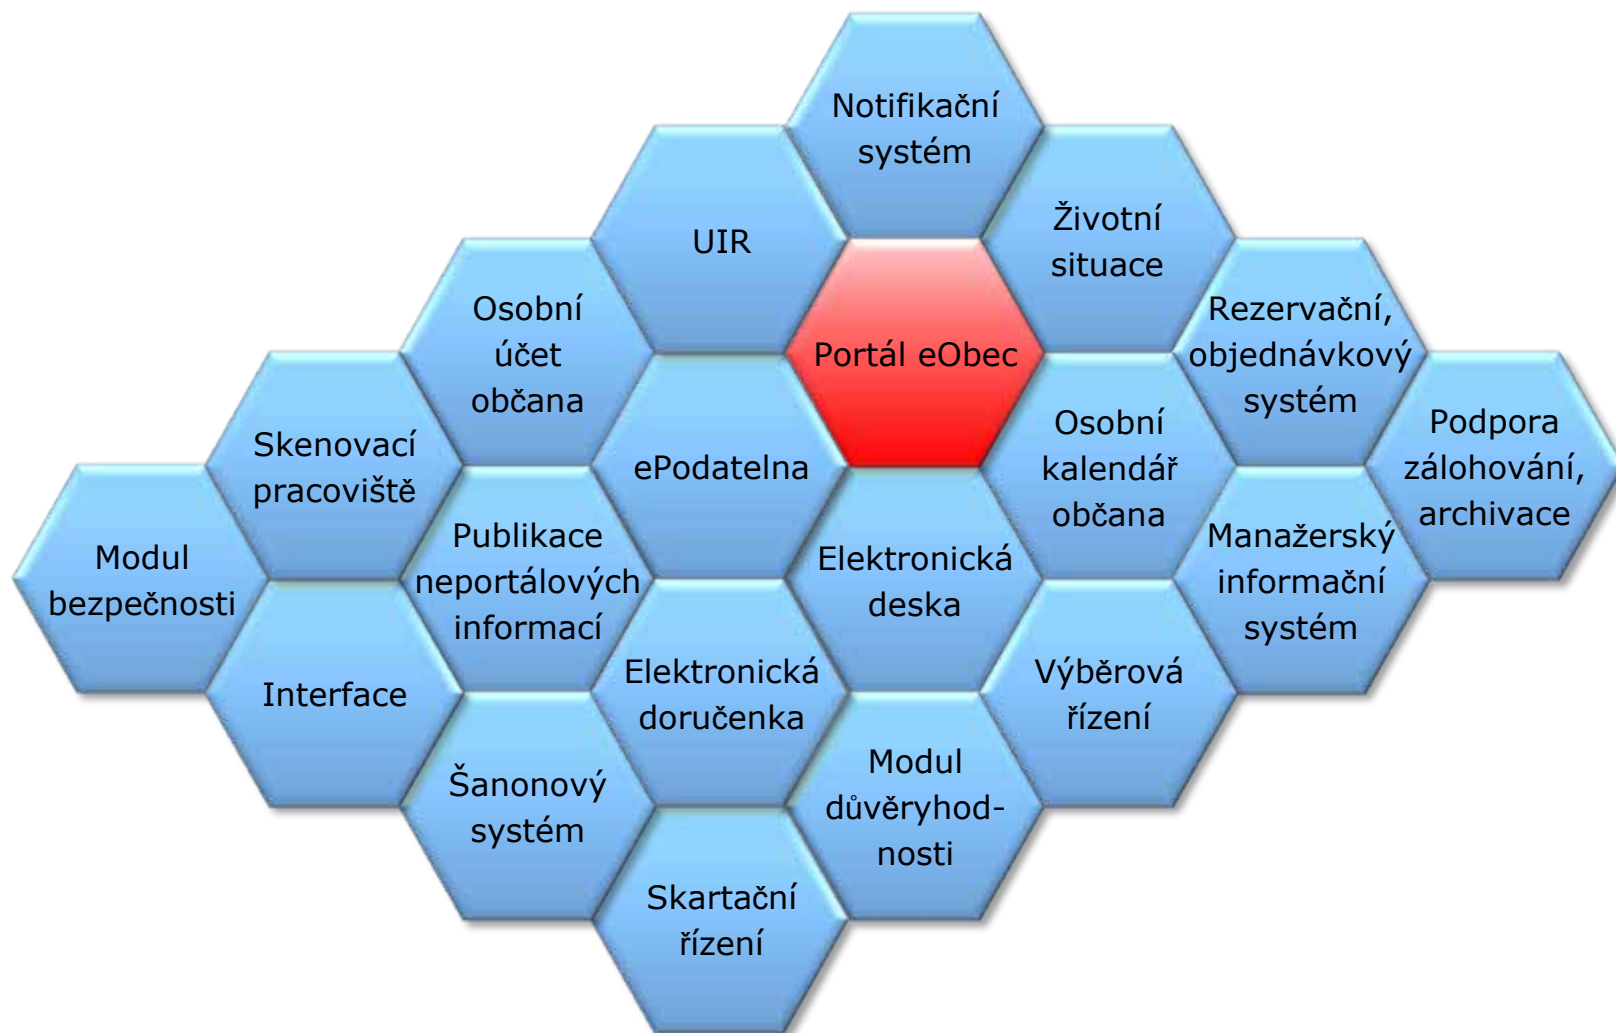 Notifikační
systém
UIR
Životní
situace
Osobní
účet
občana
Portál eObec
Rezervační,
objednávkový
systém
Skenovací
pracoviště
ePodatelna
Osobní
kalendář
občana
Podpora
zálohování,
archivace
Modul
bezpečnosti
Publikace
neportálových
informací
Elektronická
deska
Manažerský
informační
systém
Interface
Elektronická
doručenka
Výběrová
řízení
Šanonový
systém
Modul
důvěryhod-
nosti
Skartační
řízení